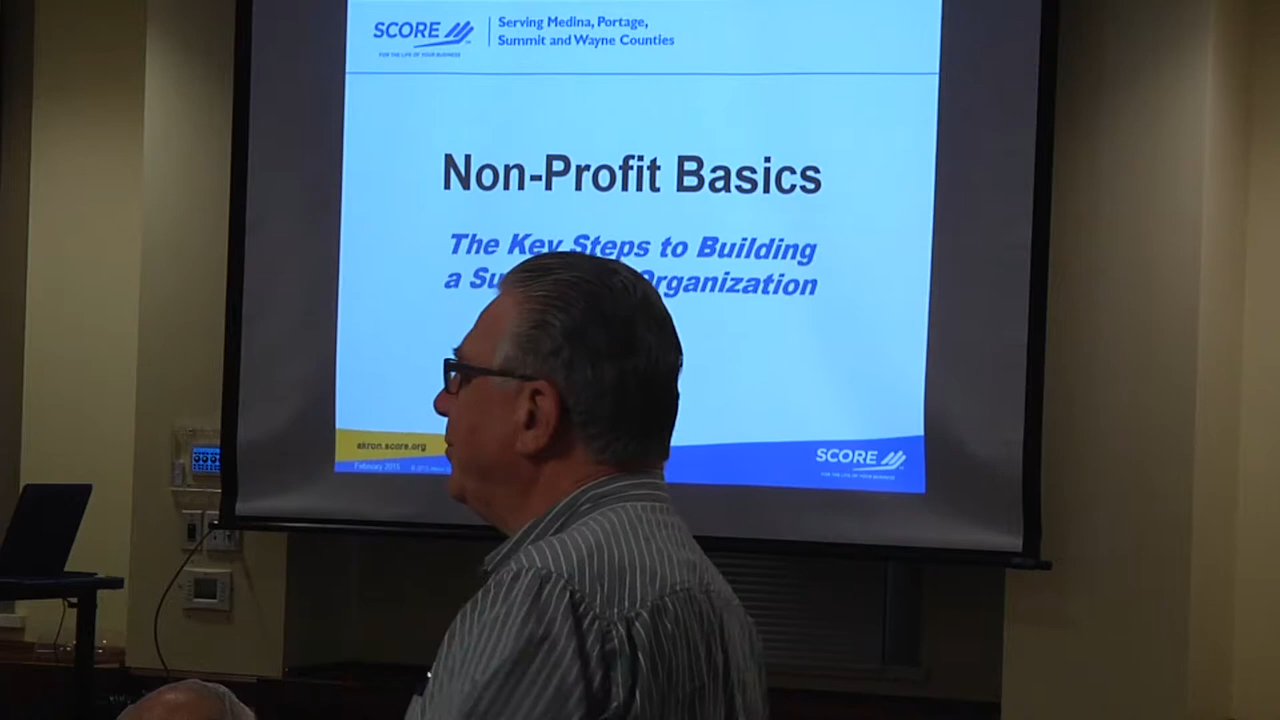 SCORE
FOR THE LIFE OF YOUR BUSINESS
Serving Medina, Portage,
Summit and Wayne Counties
Non-Profit Basics
The Key Steps to Building
a Su Organization
akron.score.org
February 2015
SCORE
FOR THE LIFE OF YOUR BUSINESS